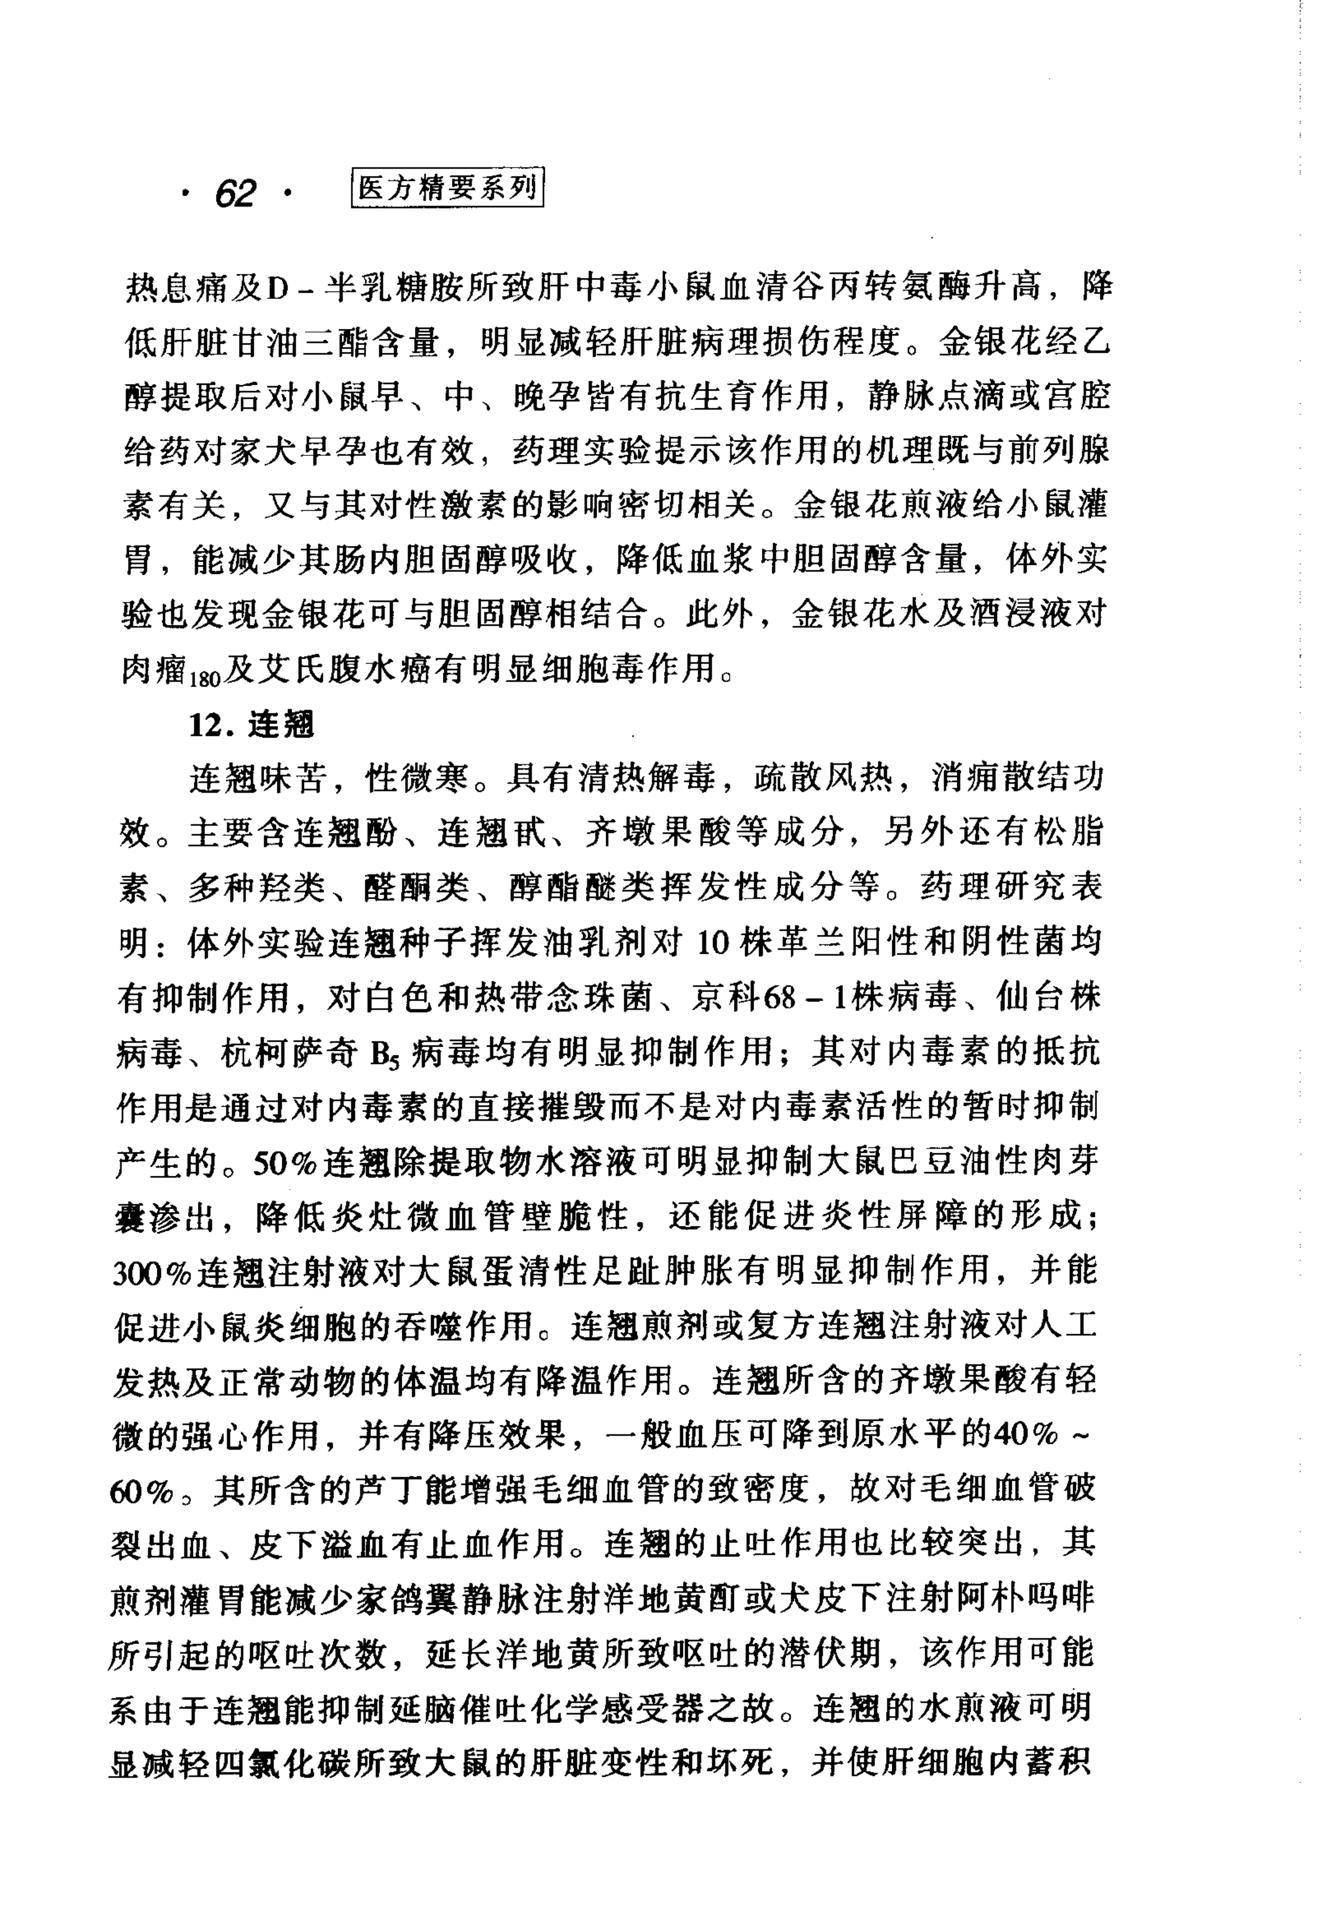 · 62 · 医方精要系列
热息痛及D-半乳糖胺所致肝中毒小鼠血清谷丙转氨酶升高，降
低肝脏甘油三酯含量，明显减轻肝脏病理损伤程度。金银花经乙
醇提取后对小鼠早、中、晚孕皆有抗生育作用，静脉点滴或宫腔
给药对家犬早孕也有效，药理实验提示该作用的机理既与前列腺
素有关，又与其对性激素的影响密切相关。金银花煎液给小鼠灌
胃，能减少其肠内胆固醇吸收，降低血浆中胆固醇含量，体外实
验也发现金银花可与胆固醇相结合。此外，金银花水及酒浸液对
肉瘤180及艾氏腹水癌有明显细胞毒作用。
12. 连翘
连翘味苦，性微寒。具有清热解毒，疏散风热，消痈散结功
效。主要含连翘酚、连翘甙、齐墩果酸等成分，另外还有松脂
素、多种羟类、醛酮类、醇酯醚类挥发性成分等。药理研究表
明：体外实验连翘种子挥发油乳剂对 10 株革兰阳性和阴性菌均
有抑制作用，对白色和热带念珠菌、京科68-1株病毒、仙台株
病毒、杭柯萨奇 B5 病毒均有明显抑制作用；其对内毒素的抵抗
作用是通过对内毒素的直接摧毁而不是对内毒素活性的暂时抑制
产生的。50%连翘除提取物水溶液可明显抑制大鼠巴豆油性肉芽
囊渗出，降低炎灶微血管壁脆性，还能促进炎性屏障的形成；
300%连翘注射液对大鼠蛋清性足趾肿胀有明显抑制作用，并能
促进小鼠炎细胞的吞噬作用。连翘煎剂或复方连翘注射液对人工
发热及正常动物的体温均有降温作用。连翘所含的齐墩果酸有轻
微的强心作用，并有降压效果，一般血压可降到原水平的40%~
60%。其所含的芦丁能增强毛细血管的致密度，故对毛细血管破
裂出血、皮下溢血有止血作用。连翘的止吐作用也比较突出，其
煎剂灌胃能减少家鸽翼静脉注射洋地黄酊或犬皮下注射阿朴吗啡
所引起的呕吐次数，延长洋地黄所致呕吐的潜伏期，该作用可能
系由于连翘能抑制延脑催吐化学感受器之故。连翘的水煎液可明
显减轻四氯化碳所致大鼠的肝脏变性和坏死，并使肝细胞内蓄积